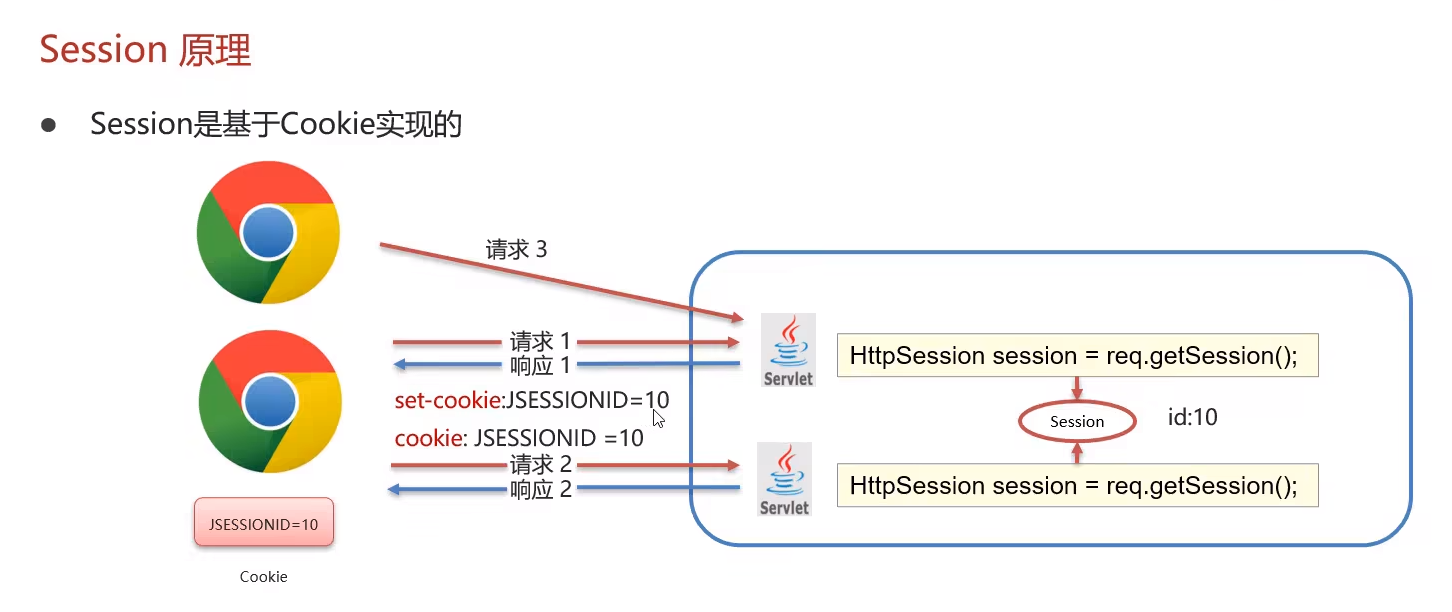 Session 原理
● Session是基于Cookie实现的
请求 3
请求 1
响应 1
Servlet
HttpSession session = req.getSession();
set-cookie:JSESSIONID=10
Session
id:10
cookie: JSESSIONID =10
请求 2
响应 2
Servlet
HttpSession session = req.getSession();
JSESSIONID=10
Cookie